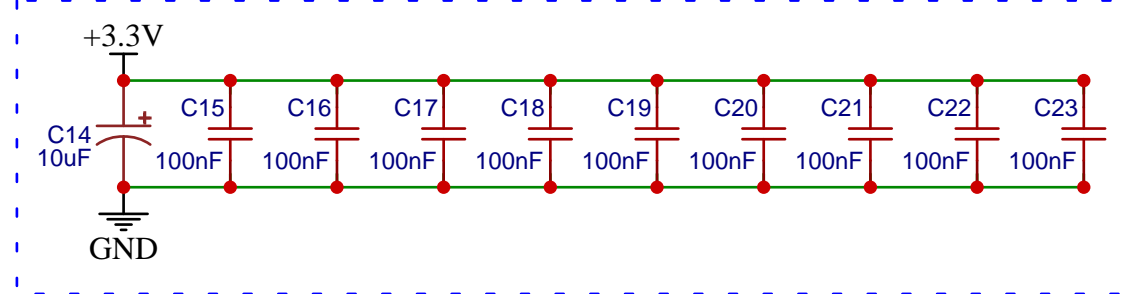 +3.3V
C15 C16 C17 C18 C19 C20 C21 C22 C23
+
C14
10uF 100nF 100nF 100nF 100nF 100nF 100nF 100nF 100nF 100nF
GND